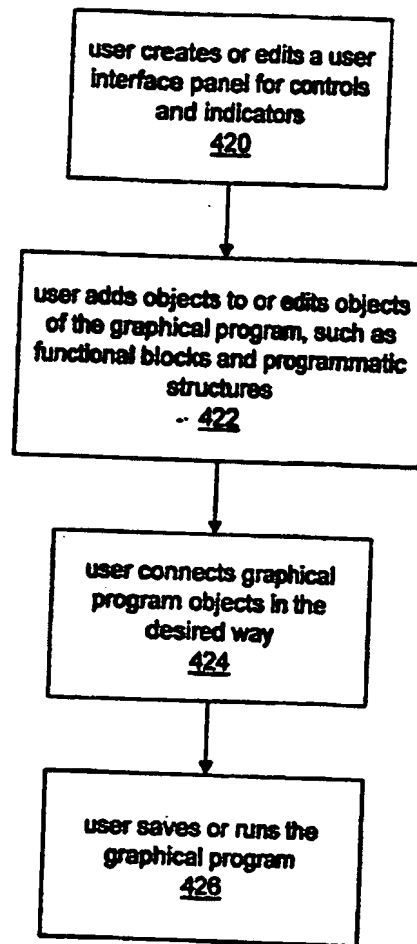 user creates or edits a user
interface panel for controls
and indicators
420
user adds objects to or edits objects
of the graphical program, such as
functional blocks and programmatic
structures
422
user connects graphical
program objects in the
desired way
424
user saves or runs the
graphical program
426